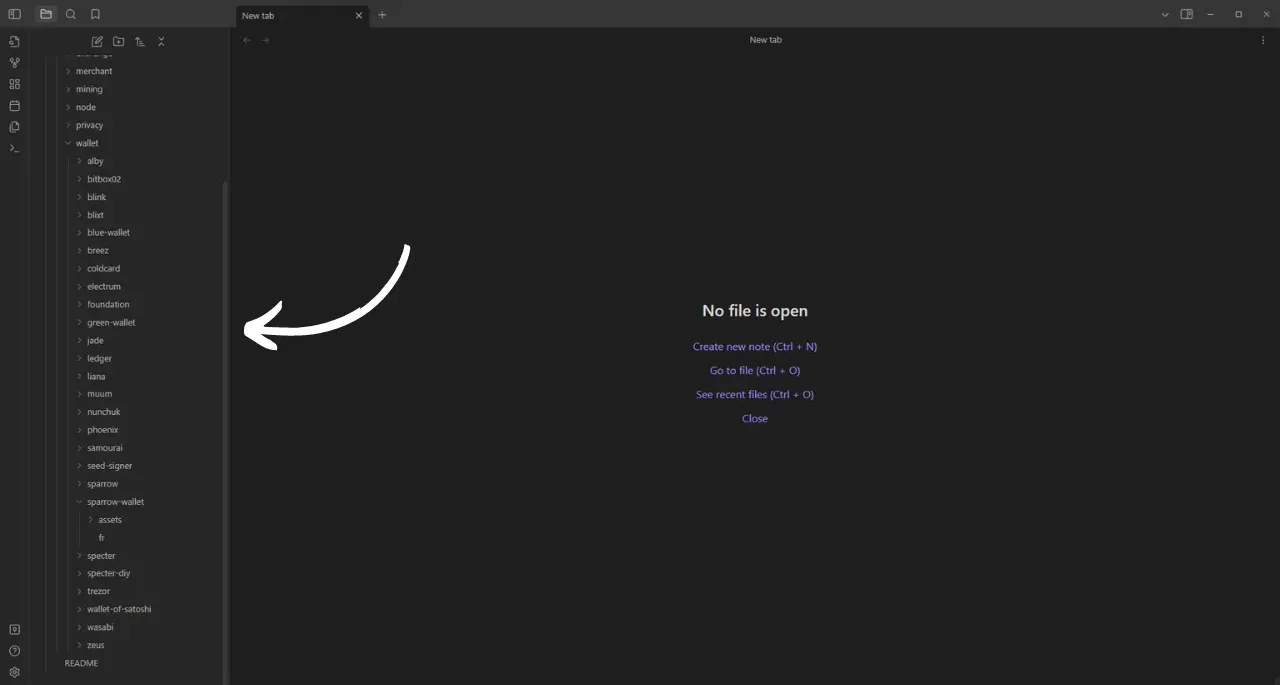 New tab
New tab
merchant
mining
node
privacy
wallet
alby
bitbox02
blink
blixt
blue-wallet
breez
coldcard
electrum
foundation
green-wallet
jade
ledger
liana
muum
nunchuk
phoenix
samourai
seed-signer
sparrow
sparrow-wallet
assets
fr
specter
specter-diy
trezor
wallet-of-satoshi
wasabi
zeus
README
No file is open
Create new note (Ctrl + N)
Go to file (Ctrl + O)
See recent files (Ctrl + O)
Close